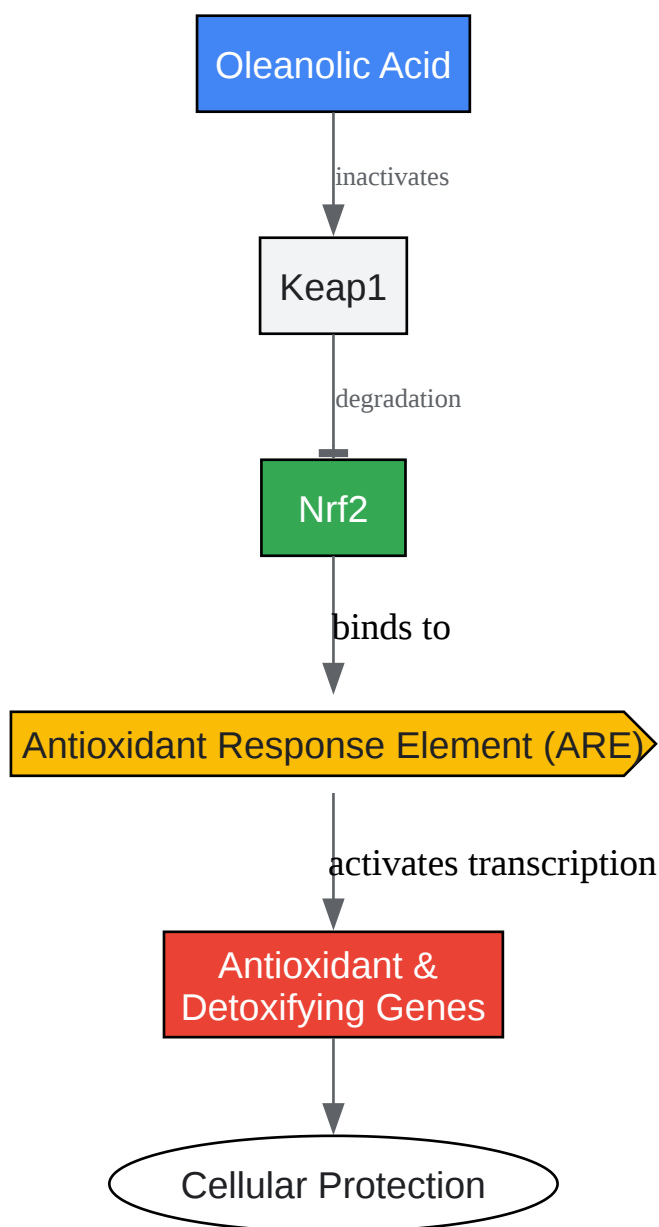 Oleanolic Acid
inactivates
Keap1
degradation
Nrf2
binds to
Antioxidant Response Element (ARE)
activates transcription
Antioxidant &
Detoxifying Genes
Cellular Protection